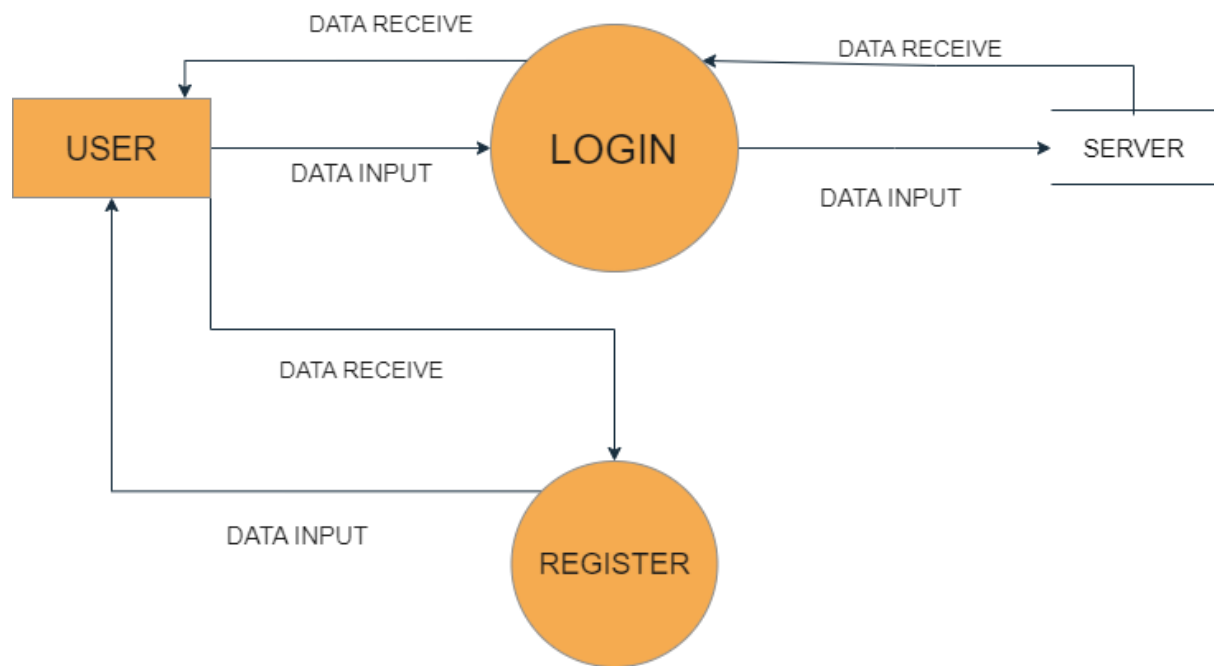 DATA RECEIVE
DATA RECEIVE
USER
LOGIN
SERVER
DATA INPUT
DATA INPUT
DATA RECEIVE
DATA INPUT
REGISTER